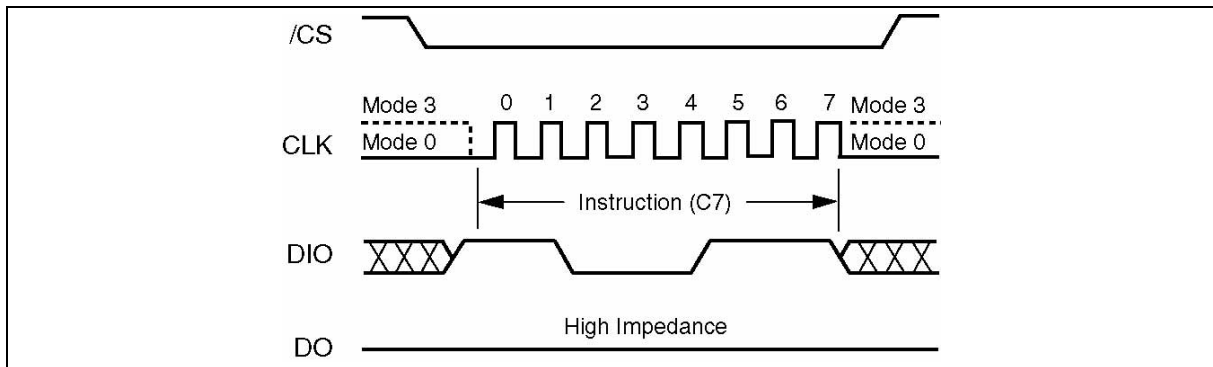 /CS
Mode 3 0 1 2 3 4 5 6 7 Mode 3
CLK Mode 0 Mode 0
Instruction (C7)
DIO
High Impedance
DO